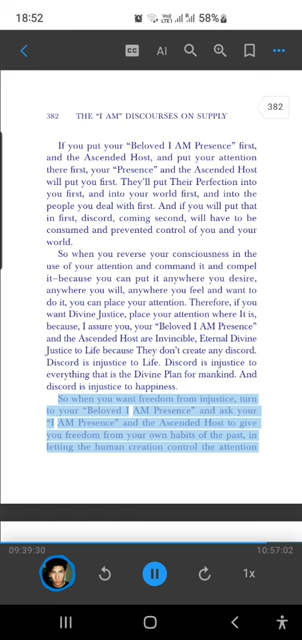 18:52
58%
CC
AI
382
382 THE “I AM” DISCOURSES ON SUPPLY
If you put your “Beloved I AM Presence” first,
and the Ascended Host, and put your attention
there first, your “Presence” and the Ascended Host
will put you first. They’ll put Their Perfection into
you first, and into your world first, and into the
people you deal with first. And if you will put that
in first, discord, coming second, will have to be
consumed and prevented control of you and your
world.
So when you reverse your consciousness in the
use of your attention and command it and compel
it—because you can put it anywhere you desire,
anywhere you will, anywhere you feel and want to
do it, you can place your attention. Therefore, if you
want Divine Justice, place your attention where It is,
because, I assure you, your “Beloved I AM Presence”
and the Ascended Host are Invincible, Eternal Divine
Justice to Life because They don’t create any discord.
Discord is injustice to Life. Discord is injustice to
everything that is the Divine Plan for mankind. And
discord is injustice to happiness.
So when you want freedom from injustice, turn
to your “Beloved I AM Presence” and ask your
“I AM Presence” and the Ascended Host to give
you freedom from your own habits of the past, in
letting the human creation control the attention
09:39:30
10:57:02
1x